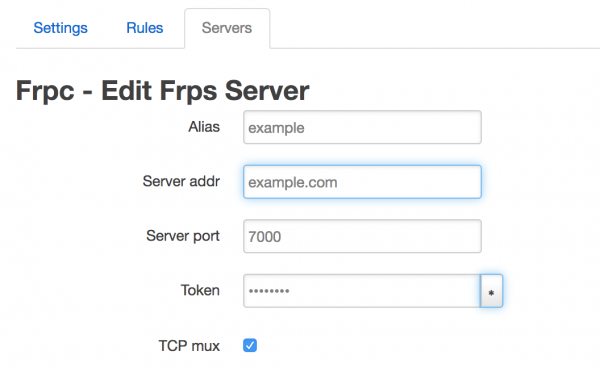 Settings Rules Servers
Frpc - Edit Frps Server
Alias example
Server addr example.com
Server port 7000
Token •••••••• *
TCP mux